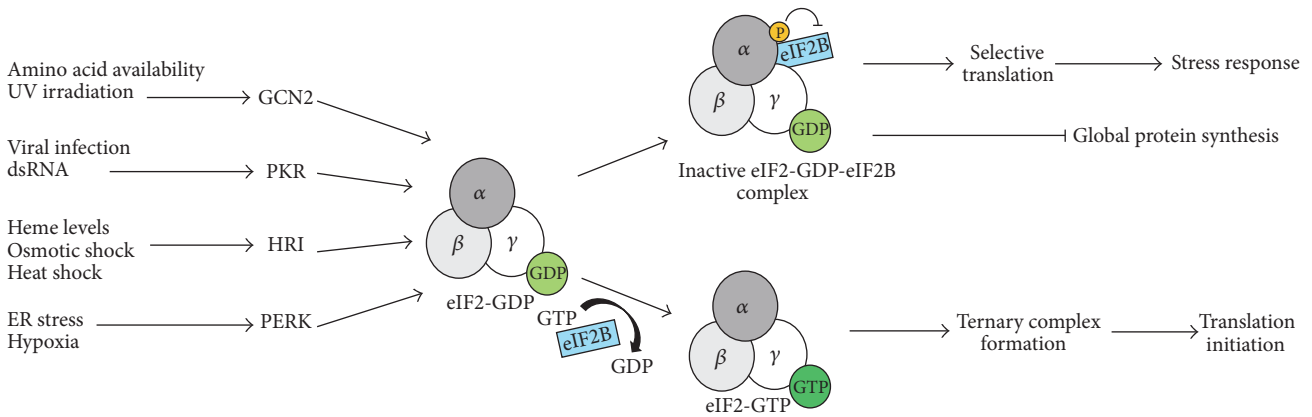 Amino acid availability
UV irradiation
GCN2
Viral infection
dsRNA
PKR
Heme levels
Osmotic shock
Heat shock
HRI
ER stress
Hypoxia
PERK
α
β
γ
GDP
eIF2-GDP
GTP
eIF2B
GDP
P
α
eIF2B
β
γ
GDP
Inactive eIF2-GDP-eIF2B
complex
Selective
translation
Stress response
Global protein synthesis
α
β
γ
GTP
eIF2-GTP
Ternary complex
formation
Translation
initiation